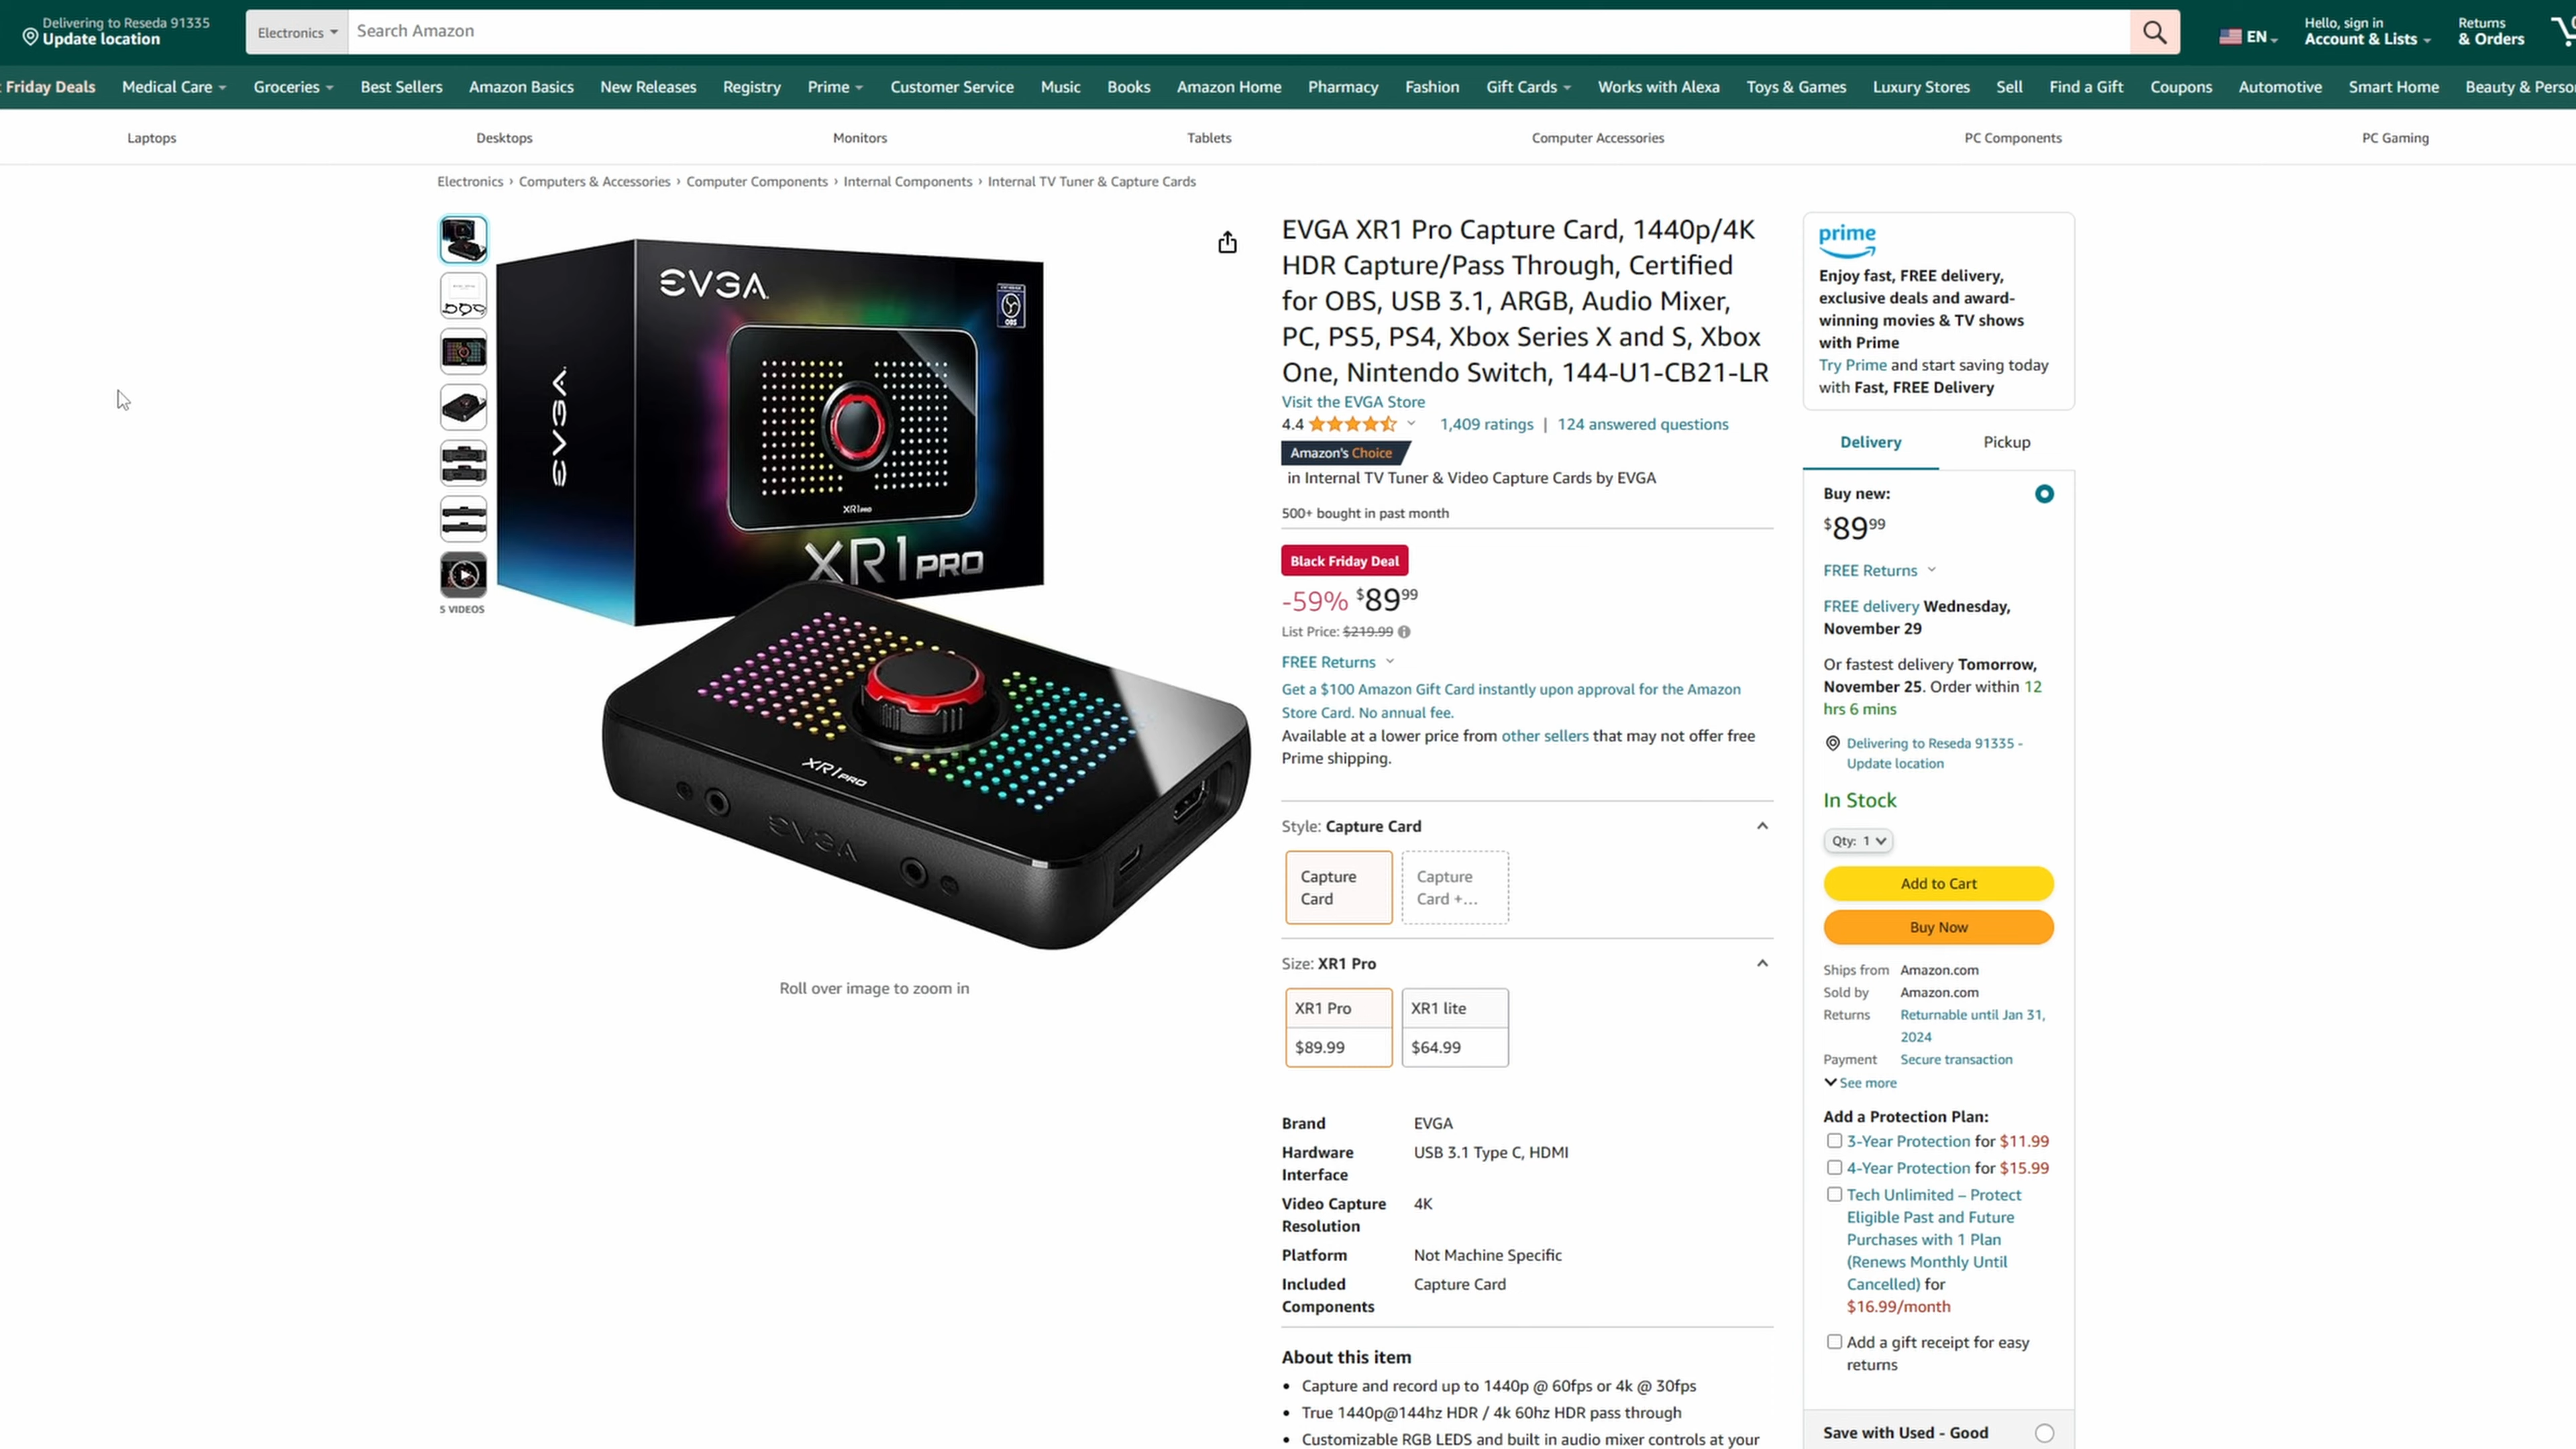 Delivering to Reseda 91335
Update location
Electronics
Search Amazon
EN
Hello, sign in
Account & Lists
Returns
& Orders
Friday Deals
Medical Care
Groceries
Best Sellers
Amazon Basics
New Releases
Registry
Prime
Customer Service
Music
Books
Amazon Home
Pharmacy
Fashion
Gift Cards
Works with Alexa
Toys & Games
Luxury Stores
Sell
Find a Gift
Coupons
Automotive
Smart Home
Beauty & Perso
Laptops
Desktops
Monitors
Tablets
Computer Accessories
PC Components
PC Gaming
Electronics › Computers & Accessories › Computer Components › Internal Components › Internal TV Tuner & Capture Cards
5 VIDEOS
EVGA
EVGA
OBS
XR1 PRO
XR1 PRO
XR1 PRO
EVGA
Roll over image to zoom in
EVGA XR1 Pro Capture Card, 1440p/4K
HDR Capture/Pass Through, Certified
for OBS, USB 3.1, ARGB, Audio Mixer,
PC, PS5, PS4, Xbox Series X and S, Xbox
One, Nintendo Switch, 144-U1-CB21-LR
Visit the EVGA Store
4.4
1,409 ratings | 124 answered questions
Amazon's Choice
in Internal TV Tuner & Video Capture Cards by EVGA
500+ bought in past month
Black Friday Deal
-59% $89 99
List Price: $219.99
FREE Returns
Get a $100 Amazon Gift Card instantly upon approval for the Amazon
Store Card. No annual fee.
Available at a lower price from other sellers that may not offer free
Prime shipping.
Style: Capture Card
Capture
Card
Capture
Card +...
Size: XR1 Pro
XR1 Pro
$89.99
XR1 lite
$64.99
Brand EVGA
Hardware USB 3.1 Type C, HDMI
Interface
Video Capture 4K
Resolution
Platform Not Machine Specific
Included Capture Card
Components
About this item
• Capture and record up to 1440p @ 60fps or 4k @ 30fps
• True 1440p@144hz HDR / 4k 60hz HDR pass through
• Customizable RGB LEDS and built in audio mixer controls at your
prime
Enjoy fast, FREE delivery,
exclusive deals and award-
winning movies & TV shows
with Prime
Try Prime and start saving today
with Fast, FREE Delivery
Delivery
Pickup
Buy new:
$89 99
FREE Returns
FREE delivery Wednesday,
November 29
Or fastest delivery Tomorrow,
November 25. Order within 12
hrs 6 mins
Delivering to Reseda 91335 -
Update location
In Stock
Qty: 1
Add to Cart
Buy Now
Ships from Amazon.com
Sold by Amazon.com
Returns Returnable until Jan 31,
2024
Payment Secure transaction
See more
Add a Protection Plan:
3-Year Protection for $11.99
4-Year Protection for $15.99
Tech Unlimited – Protect
Eligible Past and Future
Purchases with 1 Plan
(Renews Monthly Until
Cancelled) for
$16.99/month
Add a gift receipt for easy
returns
Save with Used - Good